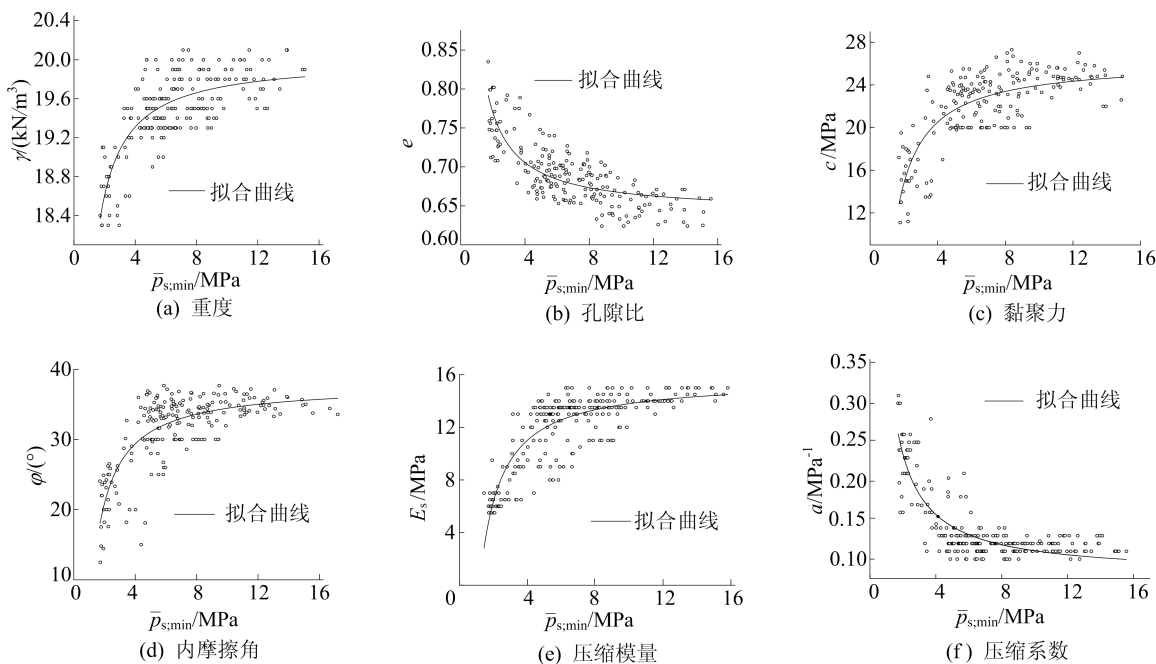 20.4
20.0
19.6
19.2
18.8
18.4
γ/(kN/m³)
拟合曲线
0 4 8 12 16
p̄s;min/MPa
(a) 重度
0.85
0.80
0.75
0.70
0.65
0.60
e
拟合曲线
0 4 8 12 16
p̄s;min/MPa
(b) 孔隙比
28
24
20
16
12
c/MPa
拟合曲线
0 4 8 12 16
p̄s;min/MPa
(c) 黏聚力
40
30
20
10
φ/(°)
拟合曲线
0 4 8 12 16
p̄s;min/MPa
(d) 内摩擦角
16
12
8
4
Es/MPa
拟合曲线
0 4 8 12 16
p̄s;min/MPa
(e) 压缩模量
0.35
0.30
0.25
0.20
0.15
0.10
a/MPa⁻¹
拟合曲线
0 4 8 12 16
p̄s;min/MPa
(f) 压缩系数